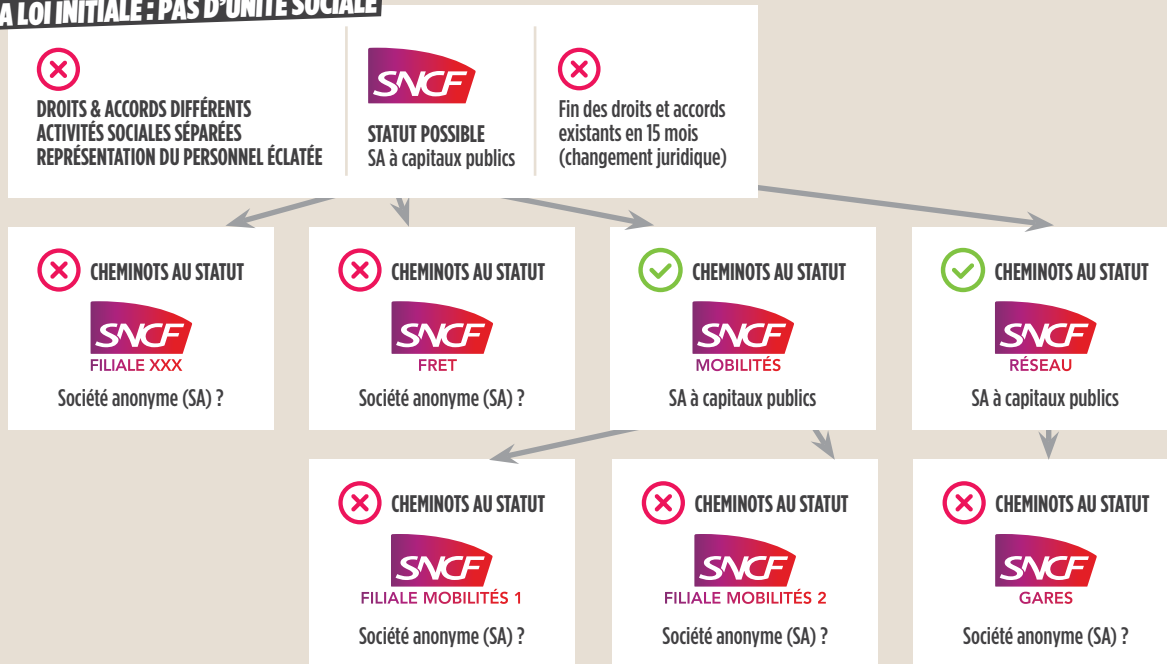 A LOI INITIALE : PAS D'UNITÉ SOCIALE
DROITS & ACCORDS DIFFÉRENTS
ACTIVITÉS SOCIALES SÉPARÉES
REPRÉSENTATION DU PERSONNEL ÉCLATÉE
SNCF
STATUT POSSIBLE
SA à capitaux publics
Fin des droits et accords
existants en 15 mois
(changement juridique)
CHEMINOTS AU STATUT
SNCF
FILIALE XXX
Société anonyme (SA) ?
CHEMINOTS AU STATUT
SNCF
FRET
Société anonyme (SA) ?
CHEMINOTS AU STATUT
SNCF
MOBILITÉS
SA à capitaux publics
CHEMINOTS AU STATUT
SNCF
RÉSEAU
SA à capitaux publics
CHEMINOTS AU STATUT
SNCF
FILIALE MOBILITÉS 1
Société anonyme (SA) ?
CHEMINOTS AU STATUT
SNCF
FILIALE MOBILITÉS 2
Société anonyme (SA) ?
CHEMINOTS AU STATUT
SNCF
GARES
Société anonyme (SA) ?